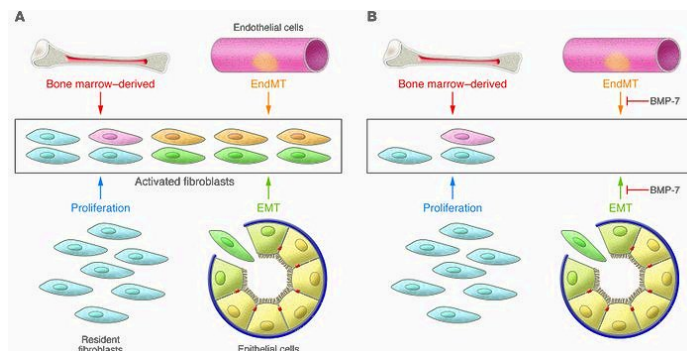 A
B
Endothelial cells
Bone marrow–derived
EndMT
Bone marrow–derived
EndMT
BMP-7
Activated fibroblasts
BMP-7
Proliferation
EMT
Proliferation
EMT
Resident
fibroblasts
Epithelial cells